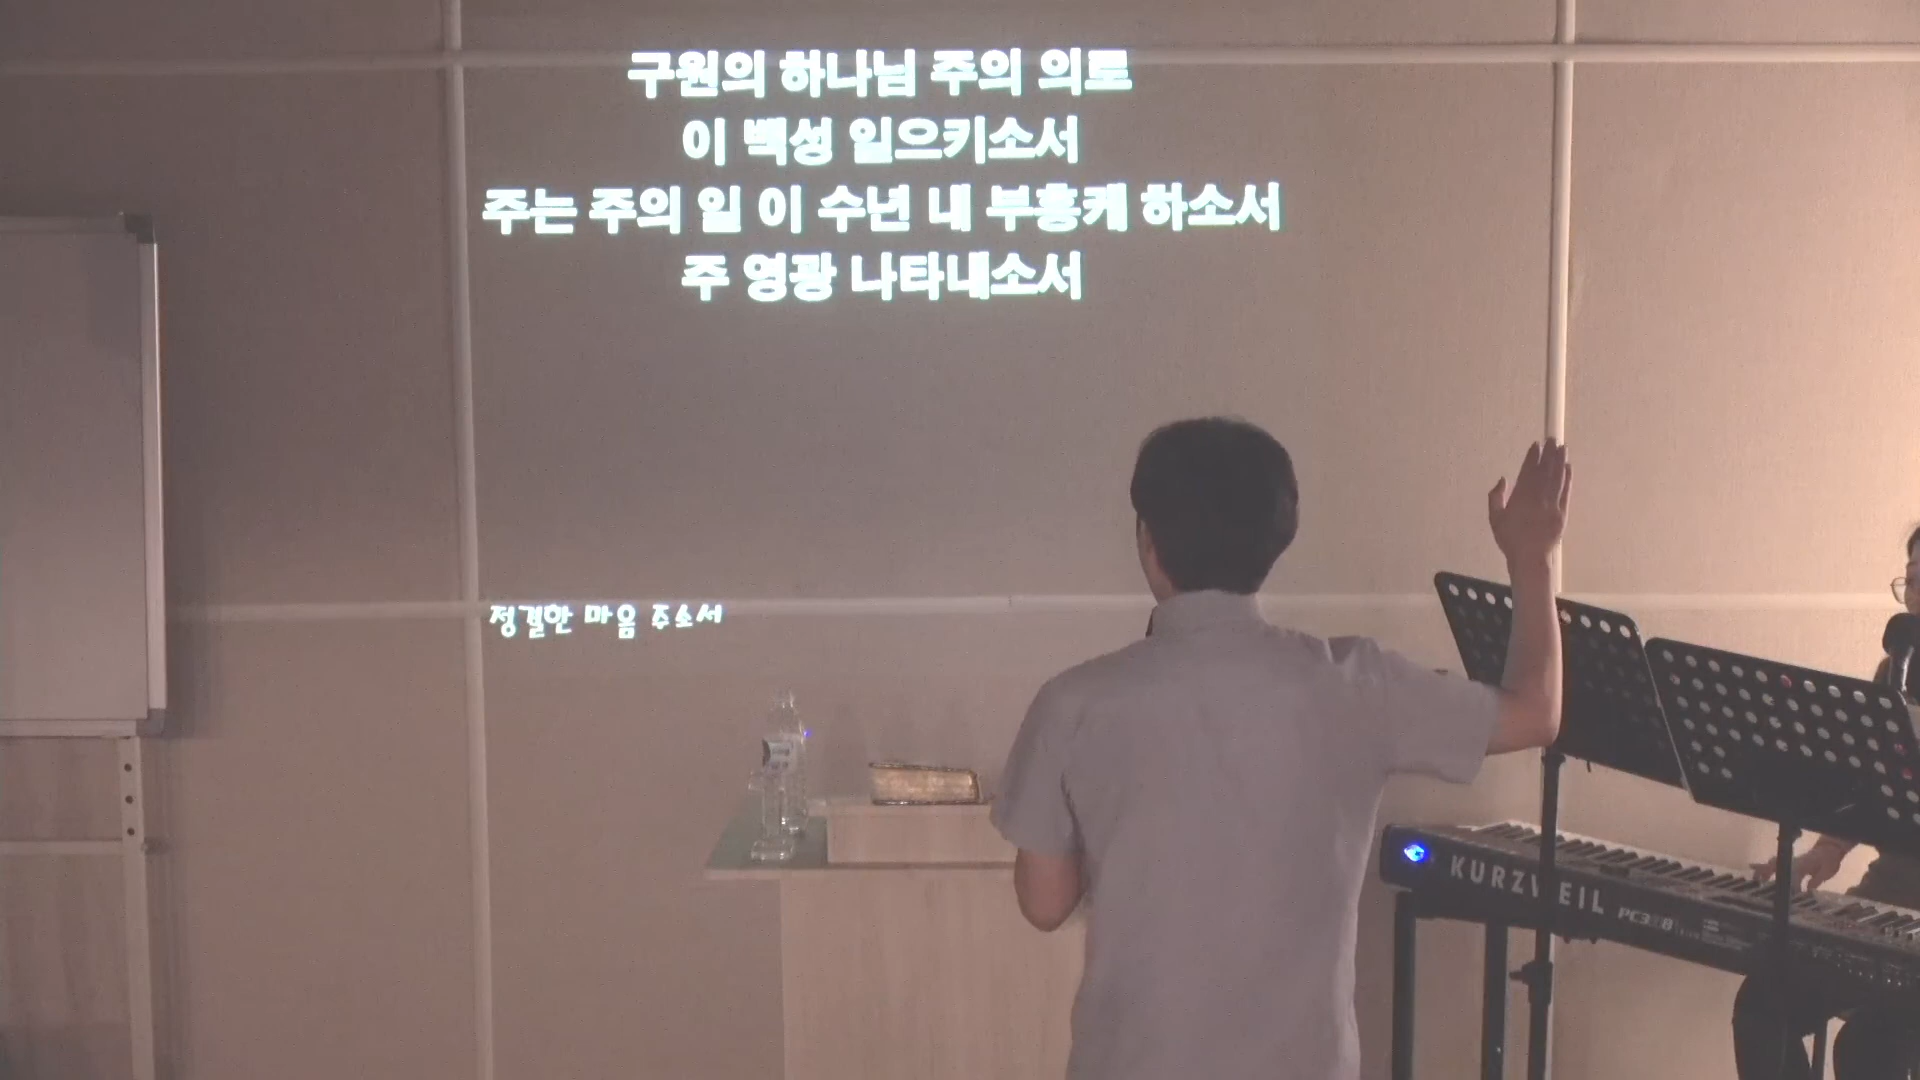 구원의 하나님 주의 의로
이 백성 일으키소서
주는 주의 일 이 수년 내 부흥케 하소서
주 영광 나타내소서
정결한 마음 주소서
KURZWEIL